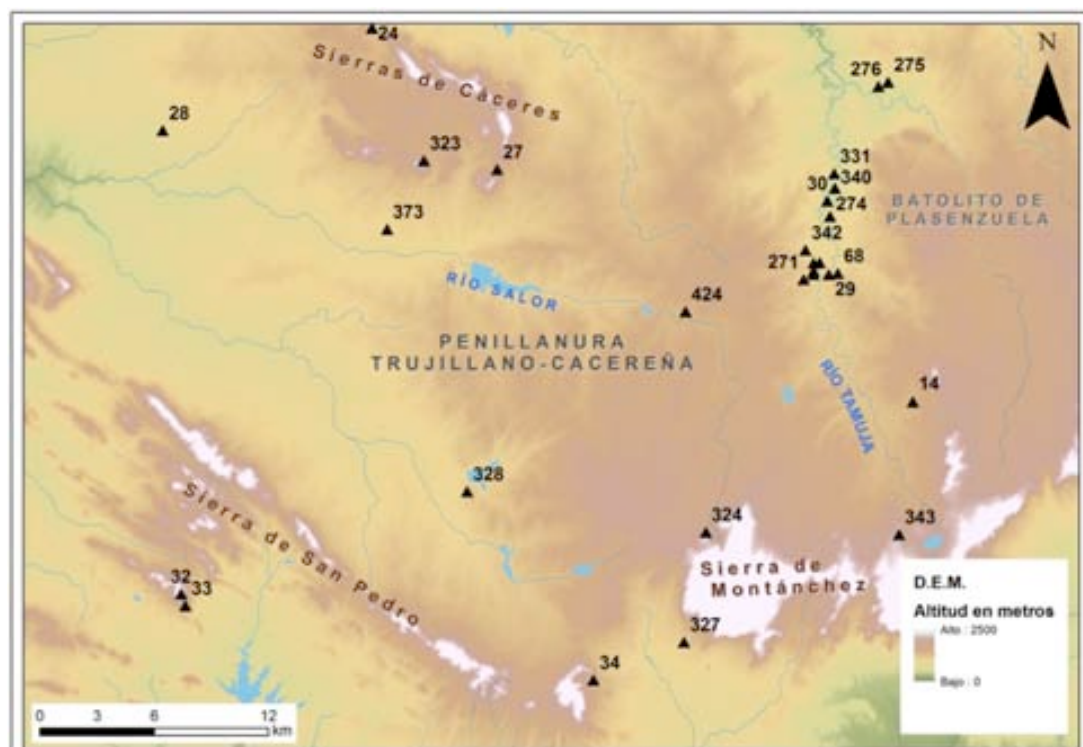 24
Sierras de Cáceres
N
276
275
28
323
27
331
340
30
274
BATOLITO DE
PLASENZUELA
373
342
271
68
29
RÍO SALOR
424
PENILLANURA
TRUJILLANO-CACEREÑA
RÍO TAMUJA
14
328
Sierra de San Pedro
324
343
Sierra de
Montánchez
32
33
327
34
D.E.M.
Altitud en metros
Alto : 2500
Bajo : 0
0 3 6 12
km